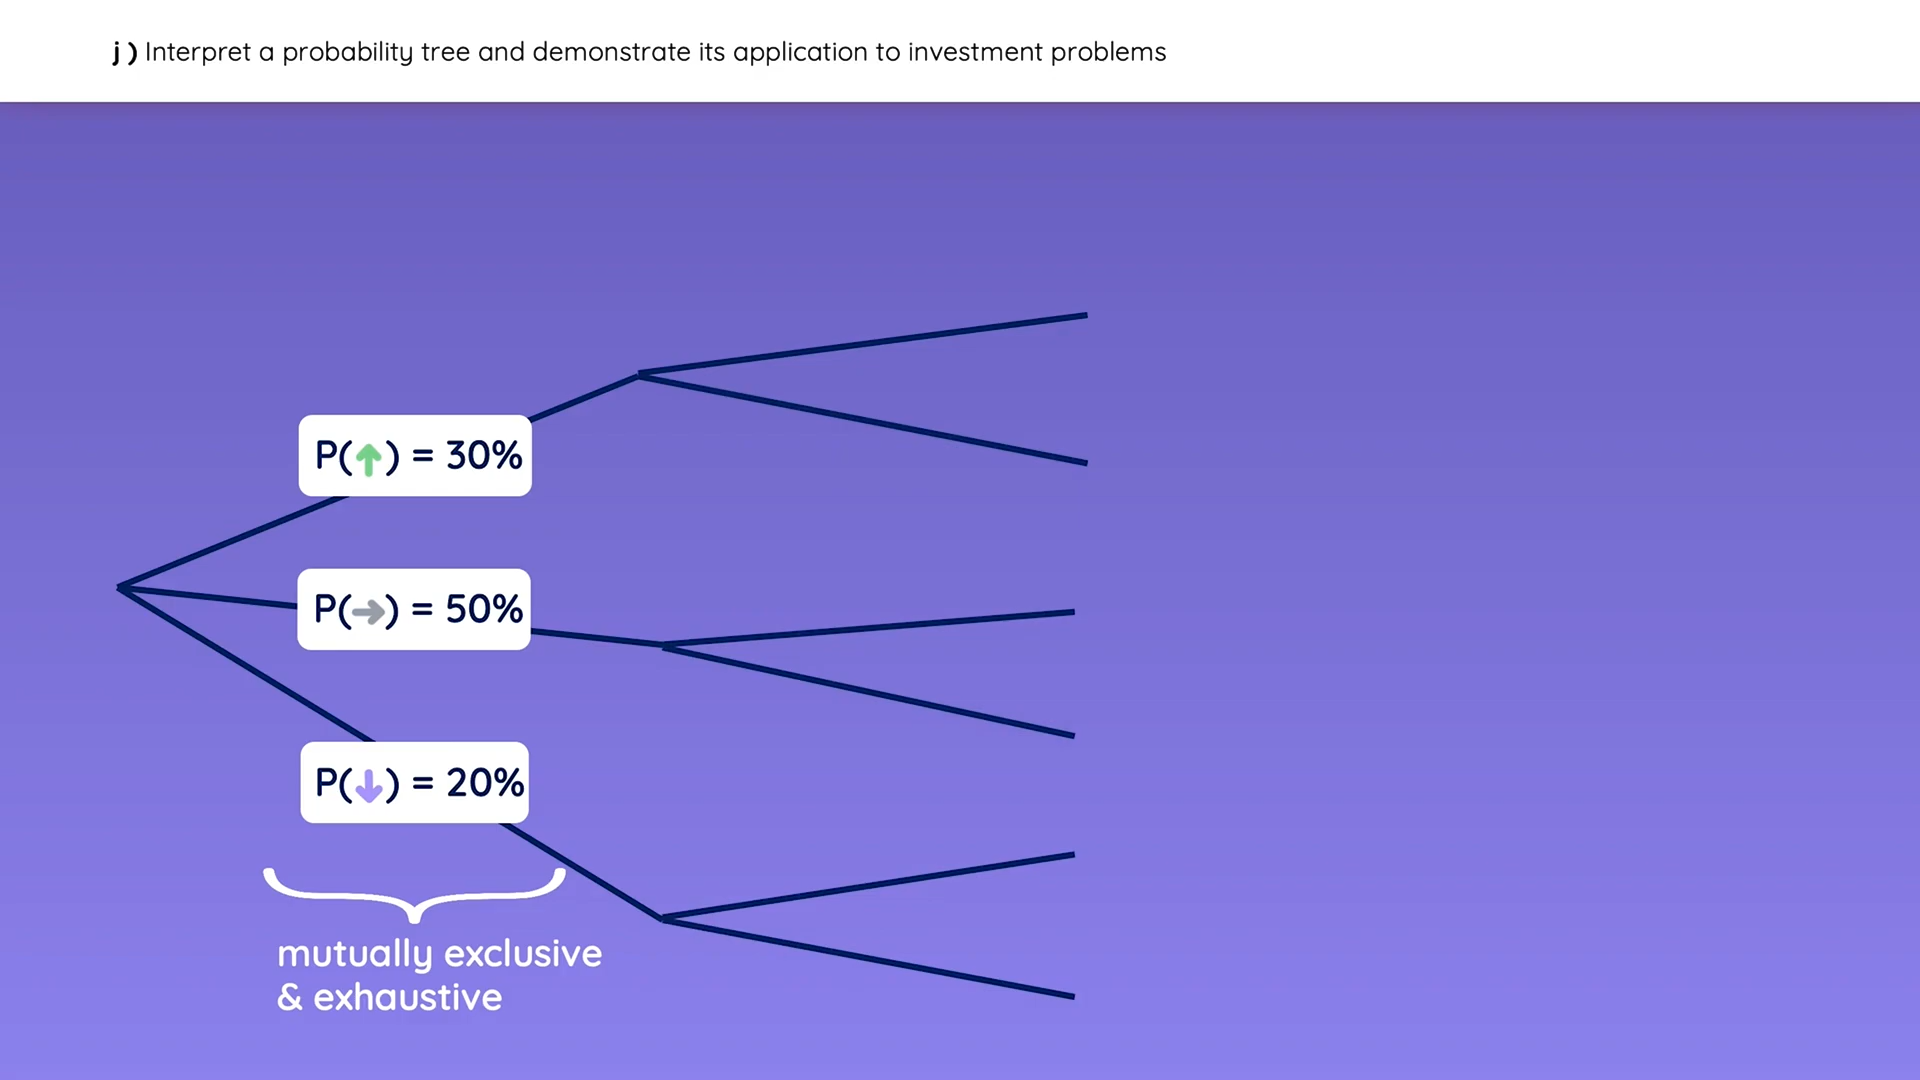 j ) Interpret a probability tree and demonstrate its application to investment problems
P(↑) = 30%
P(→) = 50%
P(↓) = 20%
mutually exclusive
& exhaustive